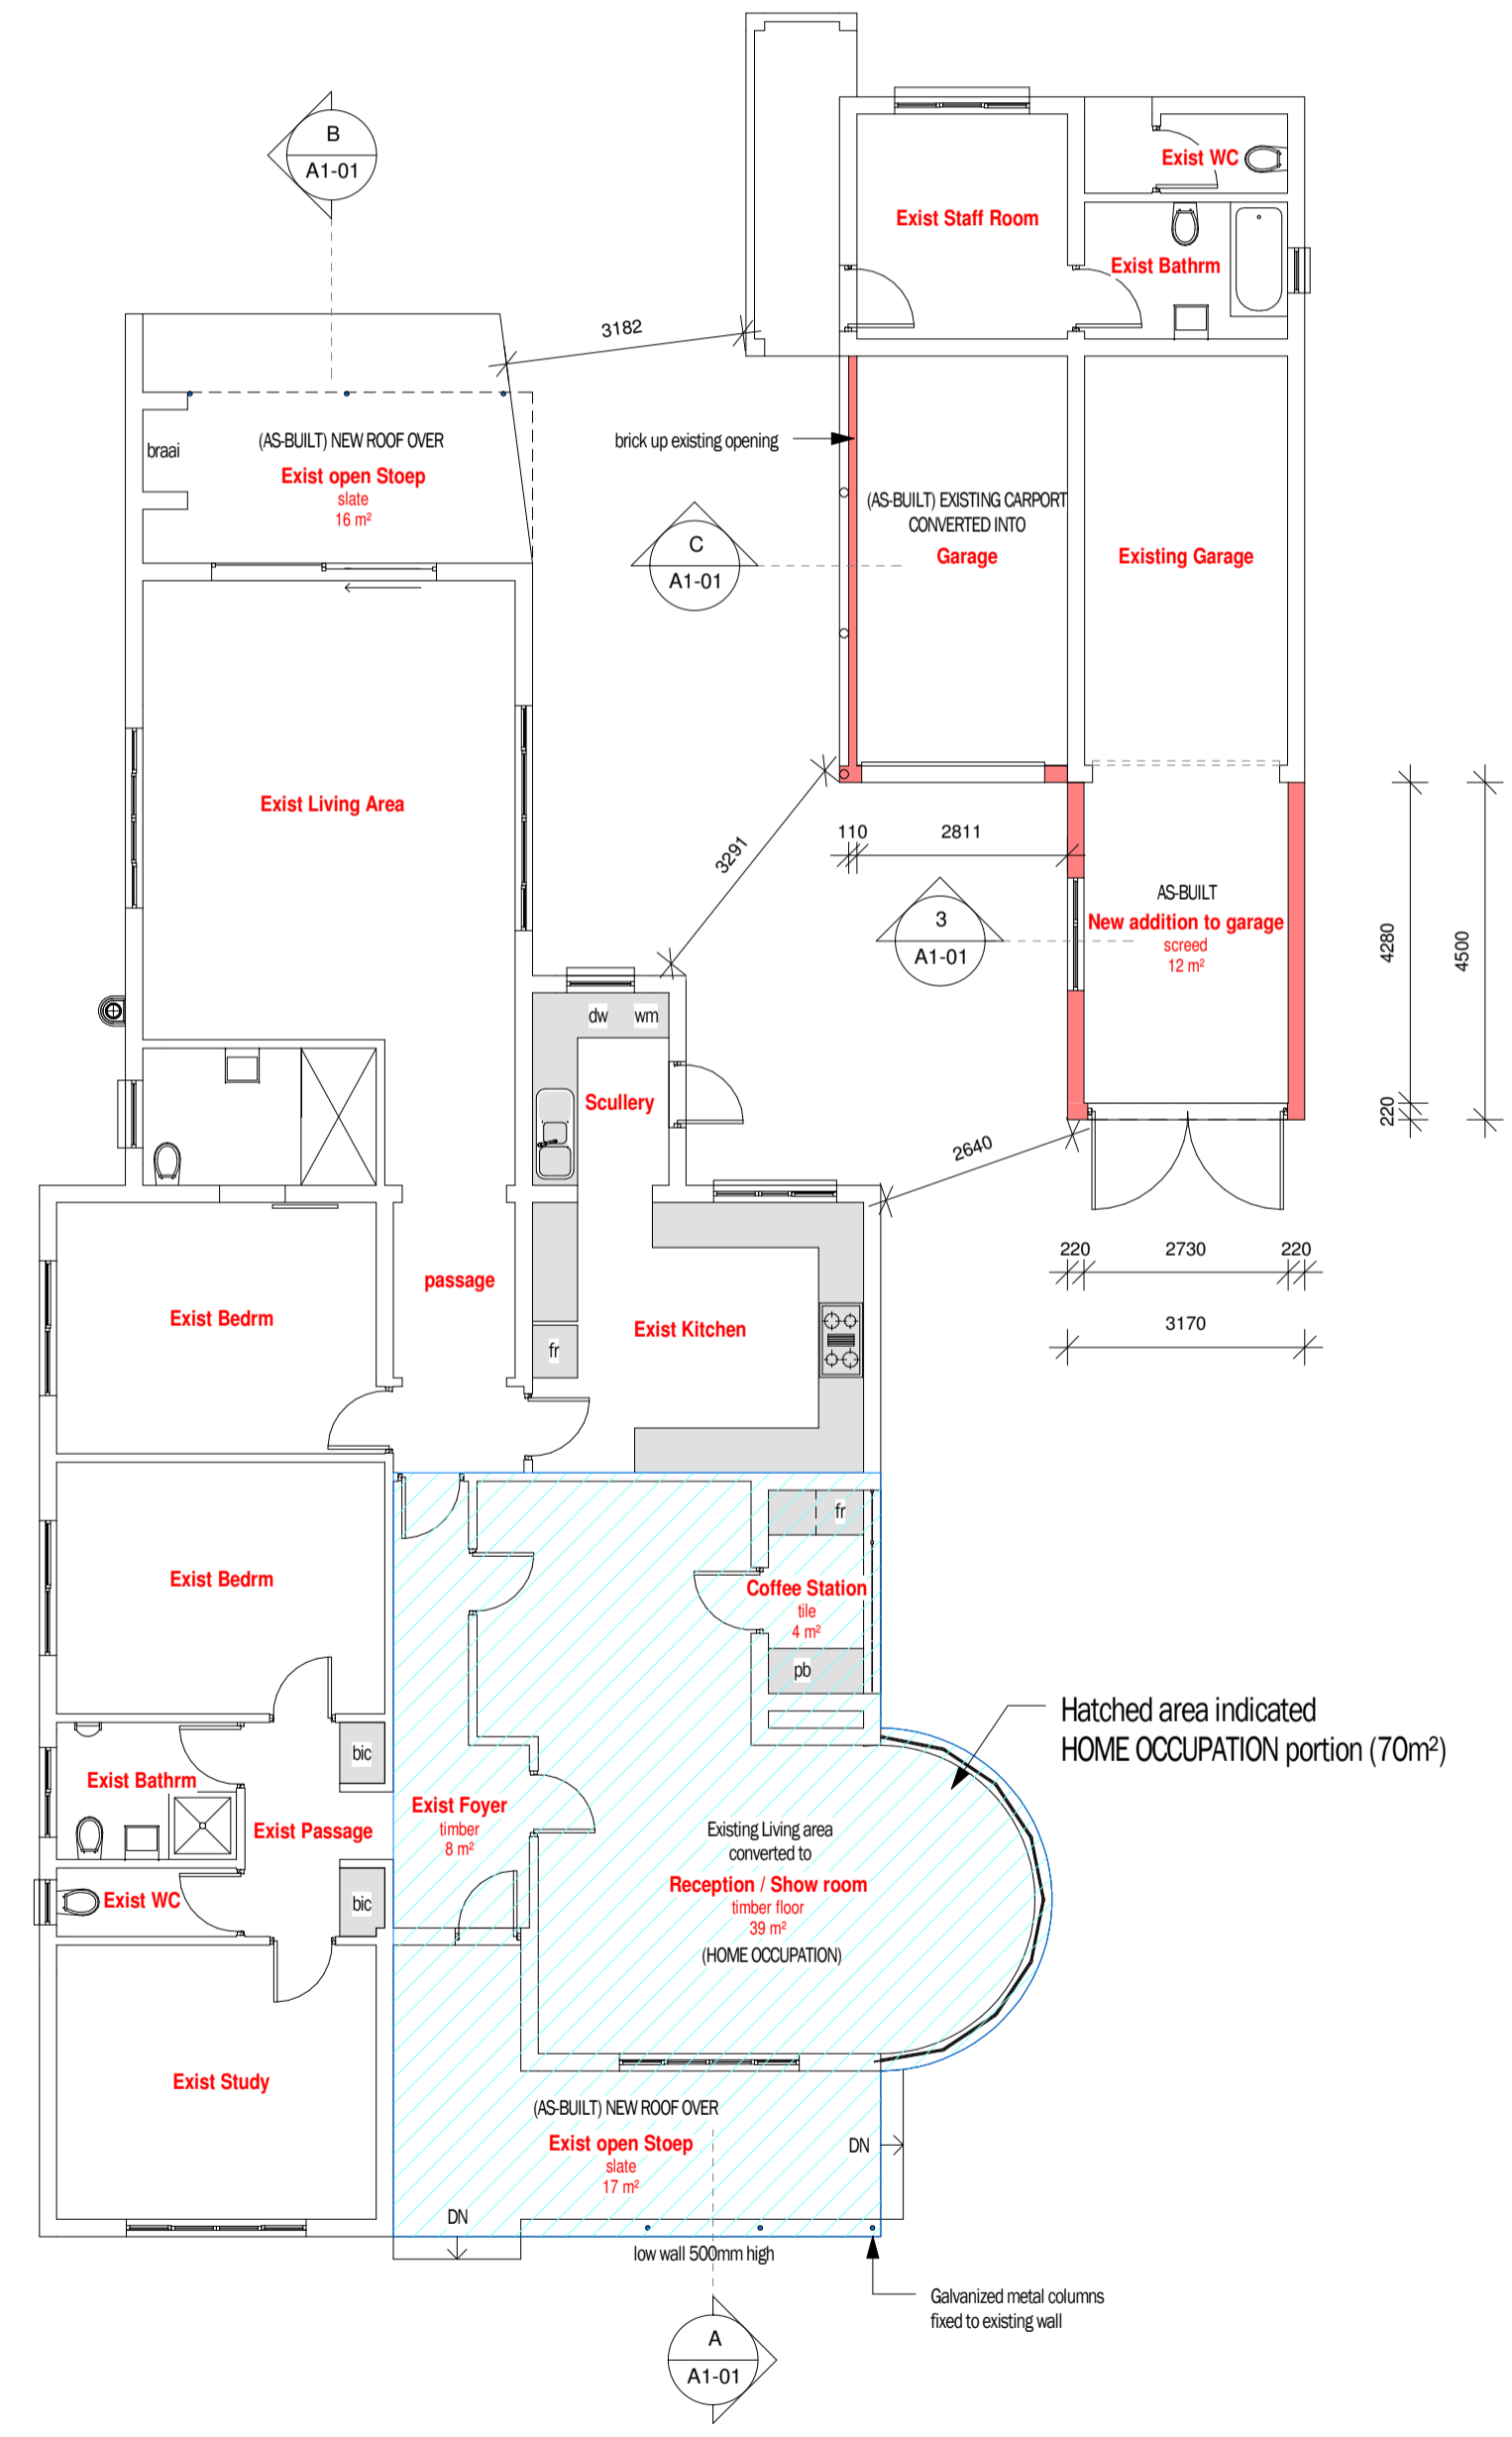 B
A1-01
Exist WC
Exist Staff Room
Exist Bathrm
3182
braai
(AS-BUILT) NEW ROOF OVER
Exist open Stoep
slate
16 m²
brick up existing opening
(AS-BUILT) EXISTING CARPORT
CONVERTED INTO
Garage
Existing Garage
C
A1-01
Exist Living Area
3291
110
2811
3
A1-01
AS-BUILT
New addition to garage
screed
12 m²
4280
4500
220
dw
wm
Scullery
2640
220
2730
220
3170
passage
Exist Bedrm
Exist Kitchen
fr
fr
Exist Bedrm
Coffee Station
tile
4 m²
pb
Hatched area indicated
HOME OCCUPATION portion (70m²)
bic
Exist Bathrm
Exist Foyer
timber
8 m²
Exist Passage
Existing Living area
converted to
Reception / Show room
timber floor
39 m²
(HOME OCCUPATION)
Exist WC
bic
Exist Study
(AS-BUILT) NEW ROOF OVER
Exist open Stoep
slate
17 m²
DN
DN
low wall 500mm high
Galvanized metal columns
fixed to existing wall
A
A1-01